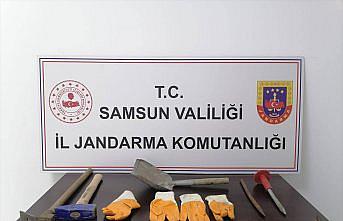 T.C.
SAMSUN VALİLİĞİ
İL JANDARMA KOMUTANLIĞI